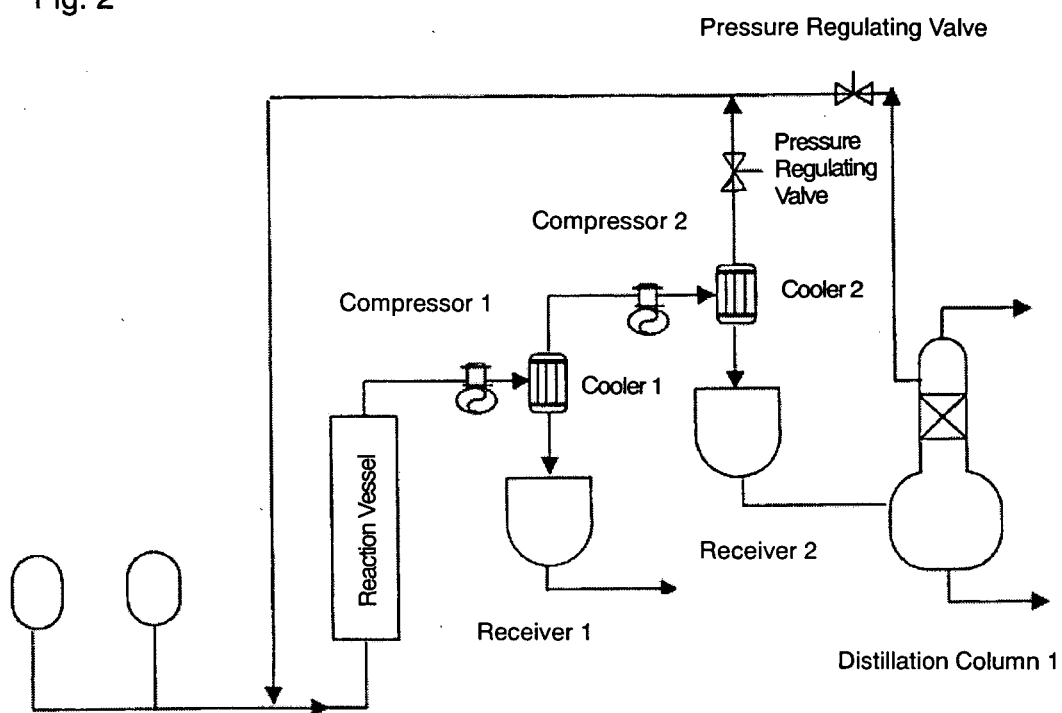 Fig. 2
Pressure Regulating Valve
Pressure
Regulating
Valve
Compressor 2
Cooler 2
Compressor 1
Cooler 1
Reaction Vessel
Receiver 2
Receiver 1
Distillation Column 1